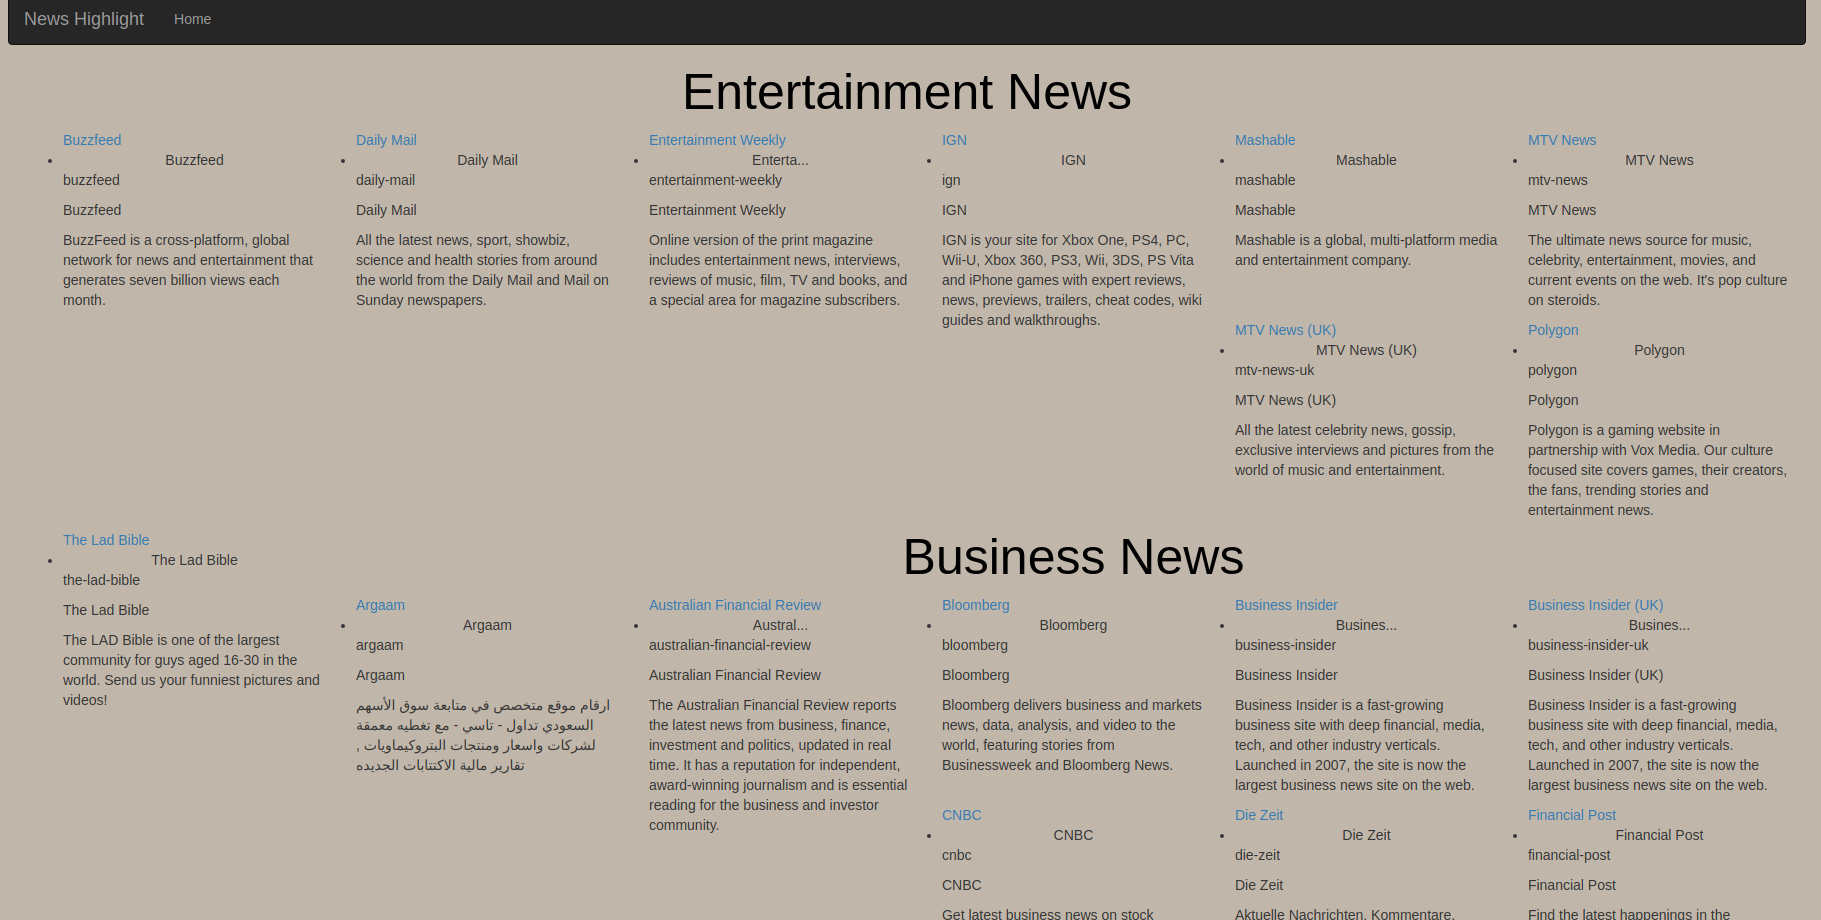 News Highlight Home
Entertainment News
Buzzfeed
Buzzfeed
buzzfeed
Buzzfeed
BuzzFeed is a cross-platform, global
network for news and entertainment that
generates seven billion views each
month.
Daily Mail
Daily Mail
daily-mail
Daily Mail
All the latest news, sport, showbiz,
science and health stories from around
the world from the Daily Mail and Mail on
Sunday newspapers.
Entertainment Weekly
Enterta...
entertainment-weekly
Entertainment Weekly
Online version of the print magazine
includes entertainment news, interviews,
reviews of music, film, TV and books, and
a special area for magazine subscribers.
IGN
IGN
ign
IGN
IGN is your site for Xbox One, PS4, PC,
Wii-U, Xbox 360, PS3, Wii, 3DS, PS Vita
and iPhone games with expert reviews,
news, previews, trailers, cheat codes, wiki
guides and walkthroughs.
Mashable
Mashable
mashable
Mashable
Mashable is a global, multi-platform media
and entertainment company.
MTV News
MTV News
mtv-news
MTV News
The ultimate news source for music,
celebrity, entertainment, movies, and
current events on the web. It's pop culture
on steroids.
MTV News (UK)
MTV News (UK)
mtv-news-uk
MTV News (UK)
All the latest celebrity news, gossip,
exclusive interviews and pictures from the
world of music and entertainment.
Polygon
Polygon
polygon
Polygon
Polygon is a gaming website in
partnership with Vox Media. Our culture
focused site covers games, their creators,
the fans, trending stories and
entertainment news.
The Lad Bible
The Lad Bible
the-lad-bible
The Lad Bible
The LAD Bible is one of the largest
community for guys aged 16-30 in the
world. Send us your funniest pictures and
videos!
Business News
Argaam
Argaam
argaam
Argaam
ارقام موقع متخصص في متابعة سوق الأسهم
السعودي تداول - تاسي - مع تغطيه معمقة
لشركات واسعار ومنتجات البتروكيماويات ,
تقارير مالية الاكتتابات الجديده
Australian Financial Review
Austral...
australian-financial-review
Australian Financial Review
The Australian Financial Review reports
the latest news from business, finance,
investment and politics, updated in real
time. It has a reputation for independent,
award-winning journalism and is essential
reading for the business and investor
community.
Bloomberg
Bloomberg
bloomberg
Bloomberg
Bloomberg delivers business and markets
news, data, analysis, and video to the
world, featuring stories from
Businessweek and Bloomberg News.
Business Insider
Busines...
business-insider
Business Insider
Business Insider is a fast-growing
business site with deep financial, media,
tech, and other industry verticals.
Launched in 2007, the site is now the
largest business news site on the web.
Business Insider (UK)
Busines...
business-insider-uk
Business Insider (UK)
Business Insider is a fast-growing
business site with deep financial, media,
tech, and other industry verticals.
Launched in 2007, the site is now the
largest business news site on the web.
CNBC
CNBC
cnbc
CNBC
Get latest business news on stock
Die Zeit
Die Zeit
die-zeit
Die Zeit
Aktuelle Nachrichten, Kommentare,
Financial Post
Financial Post
financial-post
Financial Post
Find the latest happenings in the